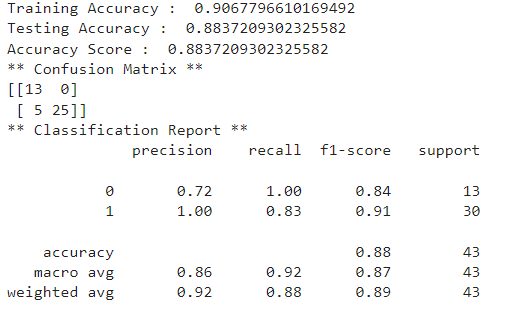 Training Accuracy :  0.9067796610169492
Testing Accuracy :  0.8837209302325582
Accuracy Score :  0.8837209302325582
** Confusion Matrix **
[[13  0]
 [ 5 25]]
** Classification Report **
              precision    recall  f1-score   support

           0       0.72      1.00      0.84        13
           1       1.00      0.83      0.91        30

    accuracy                           0.88        43
   macro avg       0.86      0.92      0.87        43
weighted avg       0.92      0.88      0.89        43